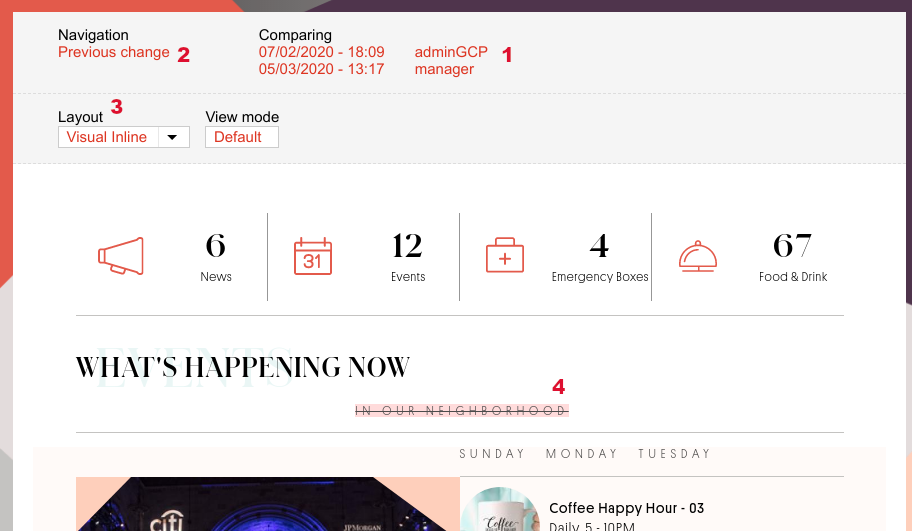 Navigation
Previous change 2
Comparing
07/02/2020 - 18:09 adminGCP 1
05/03/2020 - 13:17 manager
Layout 3
Visual Inline
View mode
Default
31
6
News
12
Events
4
Emergency Boxes
67
Food & Drink
EVENTS
WHAT'S HAPPENING NOW
4
IN OUR NEIGHBORHOOD
SUNDAY MONDAY TUESDAY
citi
JPMORGAN
Coffee
Coffee Happy Hour - 03
Daily, 5 - 10PM